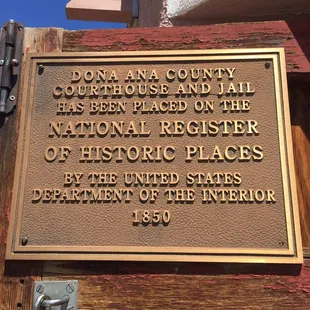 DOÑA ANA COUNTY
COURTHOUSE AND JAIL
HAS BEEN PLACED ON THE
NATIONAL REGISTER
OF HISTORIC PLACES
BY THE UNITED STATES
DEPARTMENT OF THE INTERIOR
1850